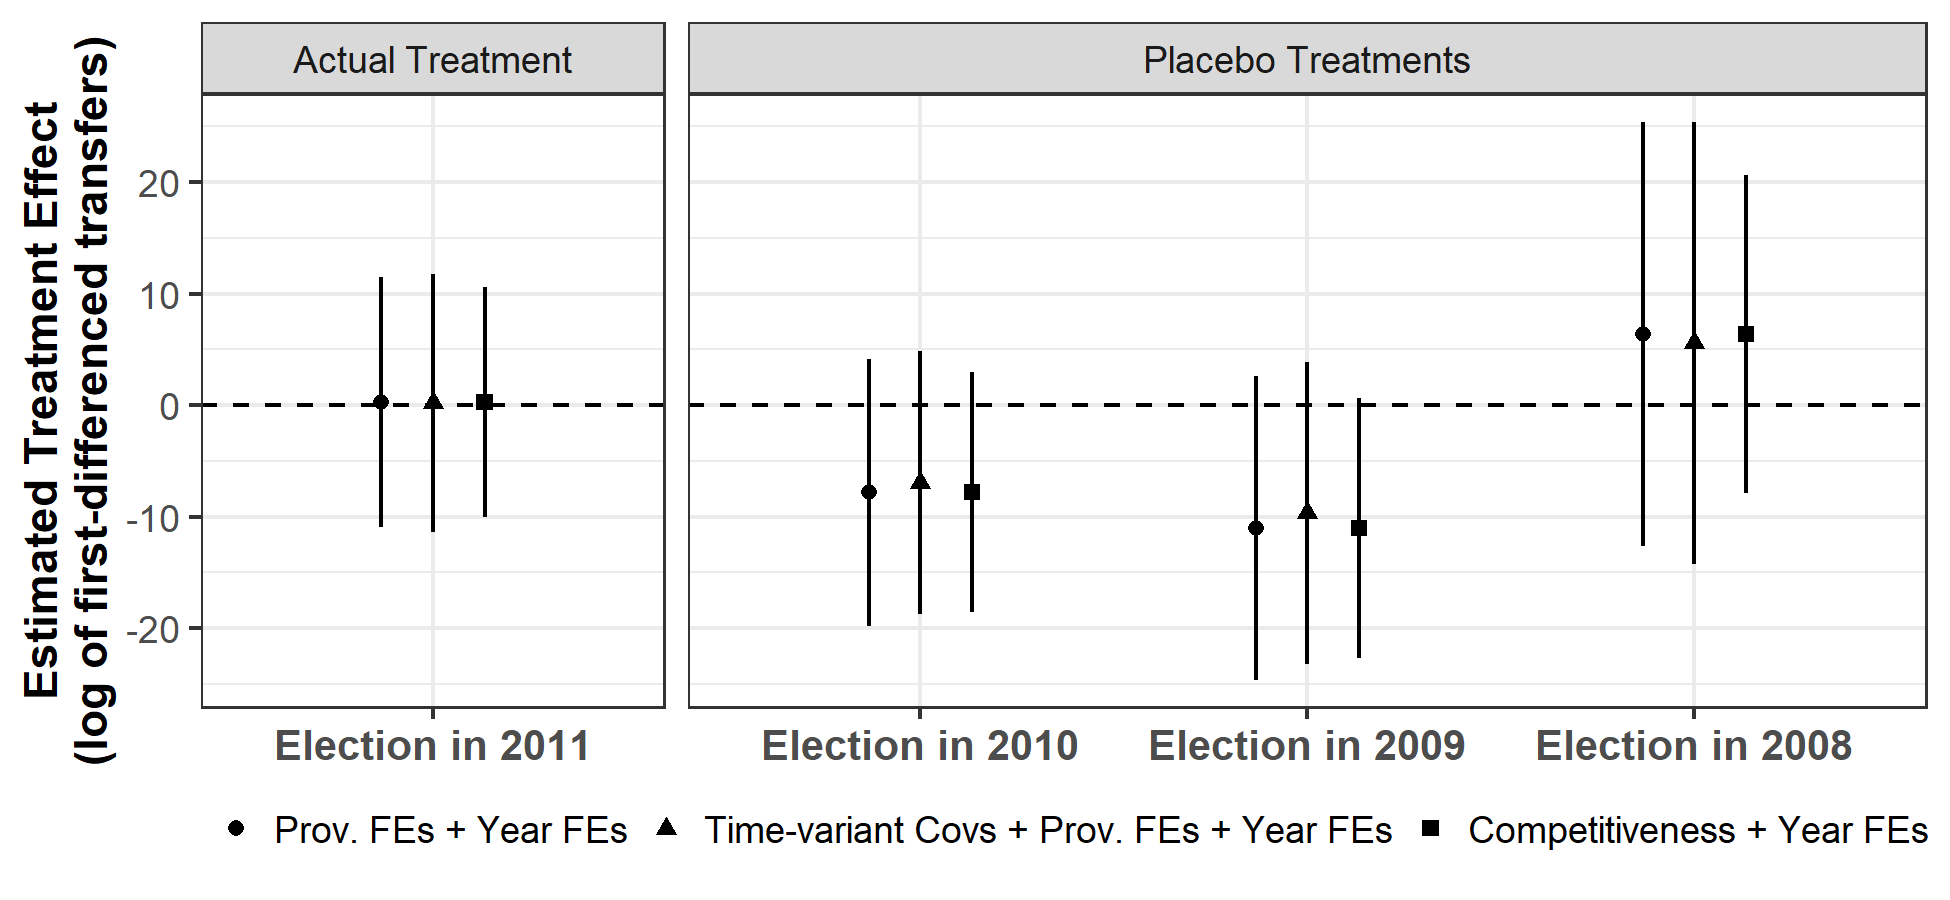 Actual Treatment
Placebo Treatments
Estimated Treatment Effect
(log of first-differenced transfers)
20
10
0
-10
-20
Election in 2011
Election in 2010
Election in 2009
Election in 2008
Prov. FEs + Year FEs
Time-variant Covs + Prov. FEs + Year FEs
Competitiveness + Year FEs